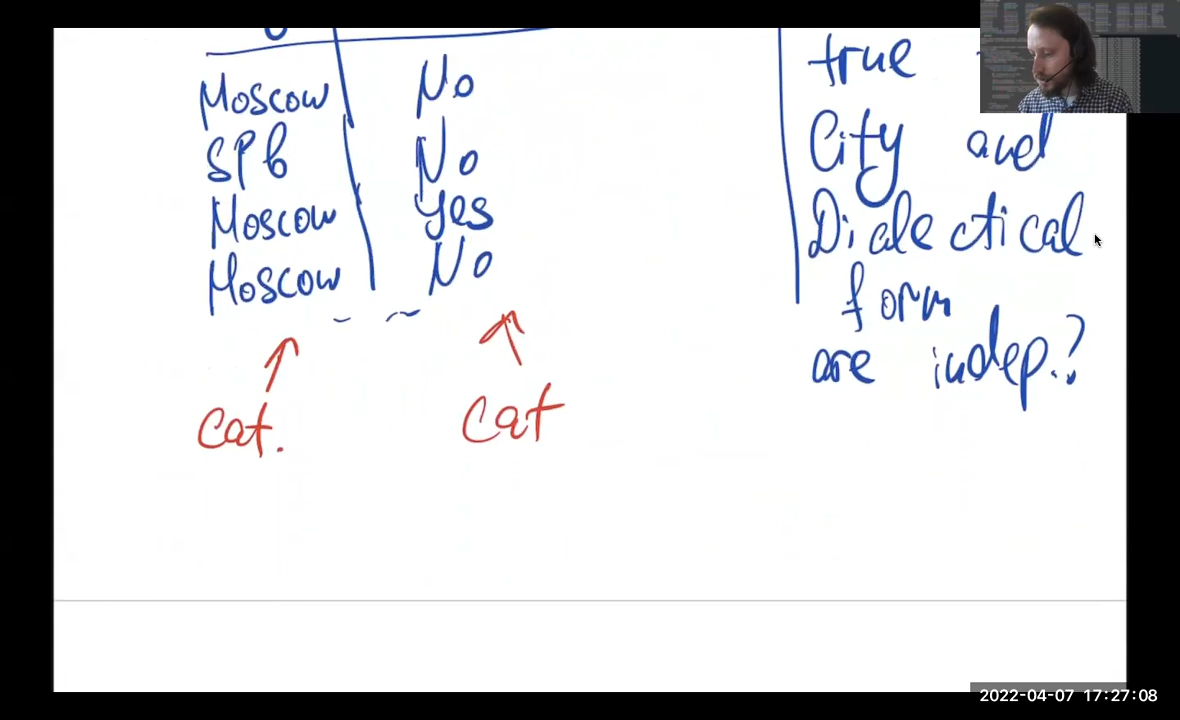 Moscow No
SPb No
Moscow Yes
Moscow No
cat. cat
true
City and
Dialectical
form
are indep.?
2022-04-07 17:27:08